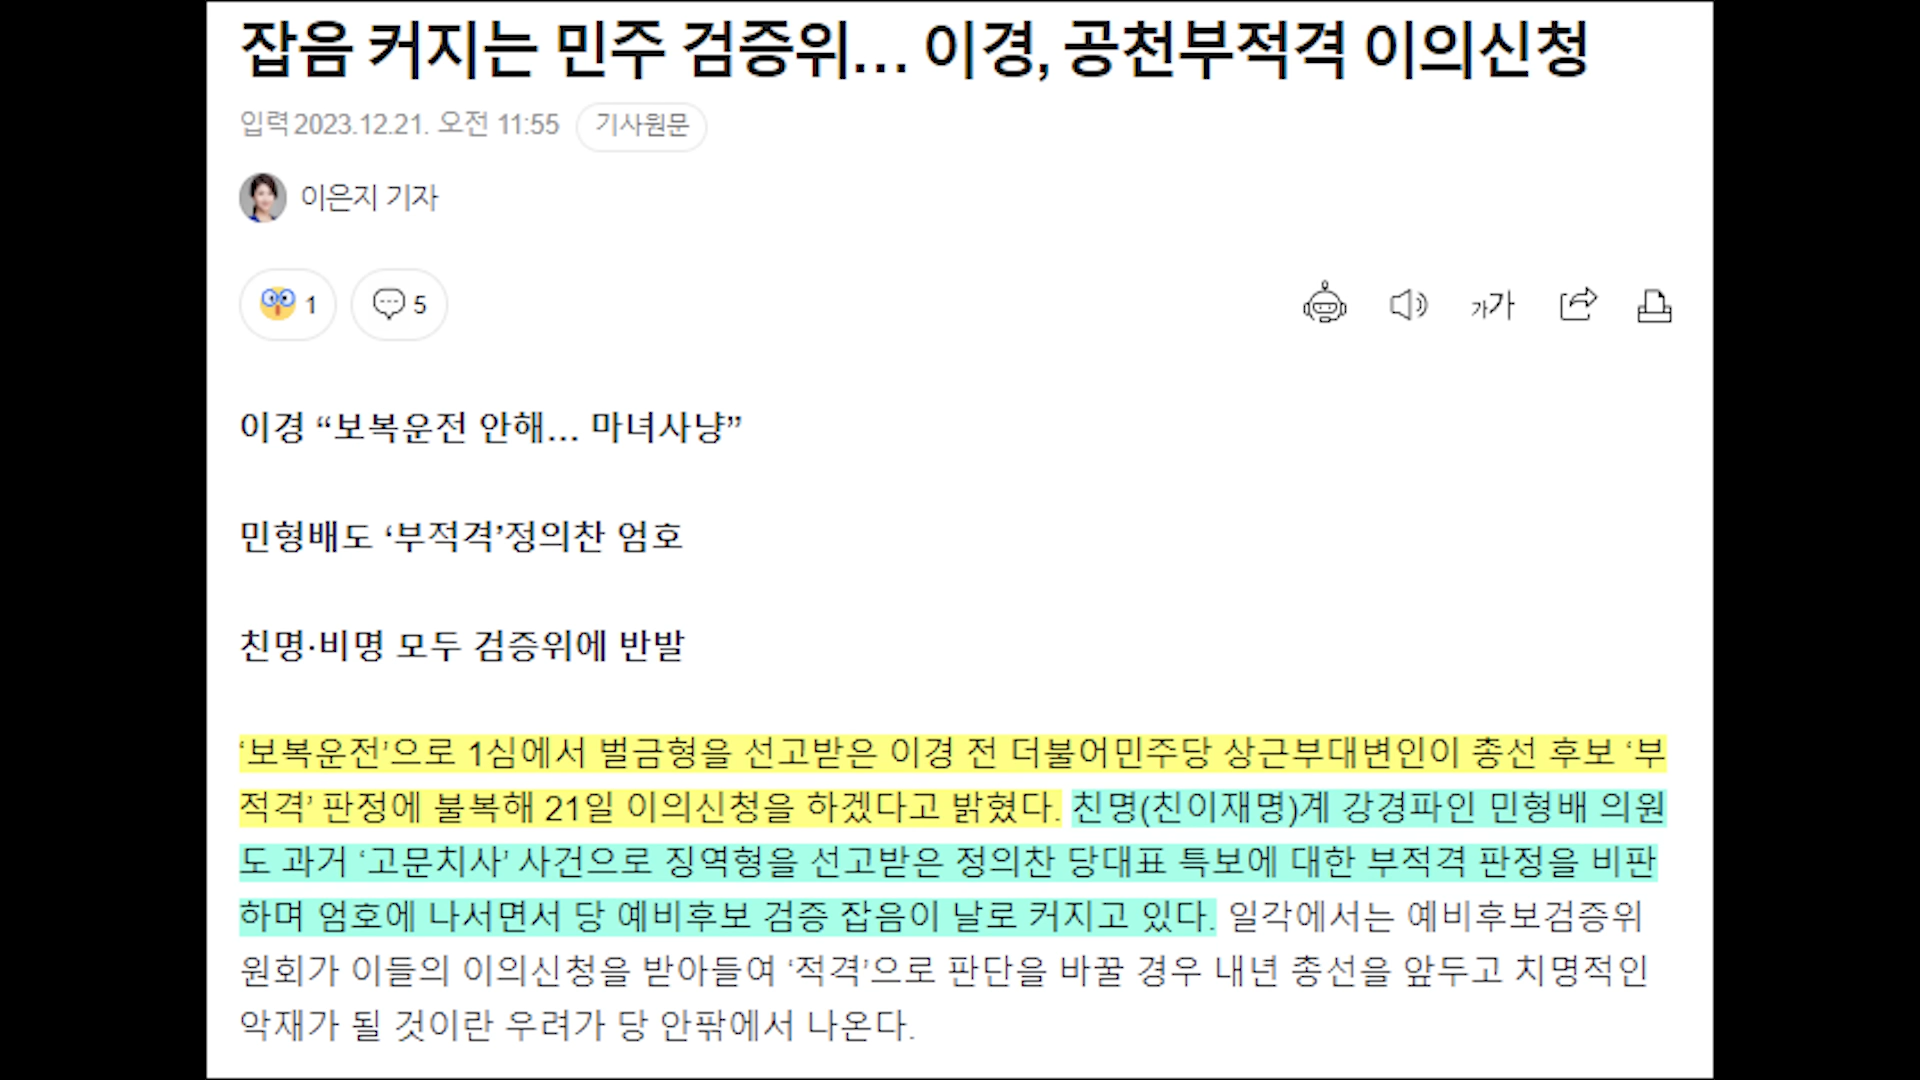 잡음 커지는 민주 검증위... 이경, 공천부적격 이의신청
입력 2023.12.21. 오전 11:55 기사원문
이은지 기자
1 5 가가
이경 “보복운전 안해... 마녀사냥”
민형배도 ‘부적격’정의찬 엄호
친명·비명 모두 검증위에 반발
‘보복운전’으로 1심에서 벌금형을 선고받은 이경 전 더불어민주당 상근부대변인이 총선 후보 ‘부
적격’ 판정에 불복해 21일 이의신청을 하겠다고 밝혔다. 친명(친이재명)계 강경파인 민형배 의원
도 과거 ‘고문치사’ 사건으로 징역형을 선고받은 정의찬 당대표 특보에 대한 부적격 판정을 비판
하며 엄호에 나서면서 당 예비후보 검증 잡음이 날로 커지고 있다. 일각에서는 예비후보검증위
원회가 이들의 이의신청을 받아들여 ‘적격’으로 판단을 바꿀 경우 내년 총선을 앞두고 치명적인
악재가 될 것이란 우려가 당 안팎에서 나온다.